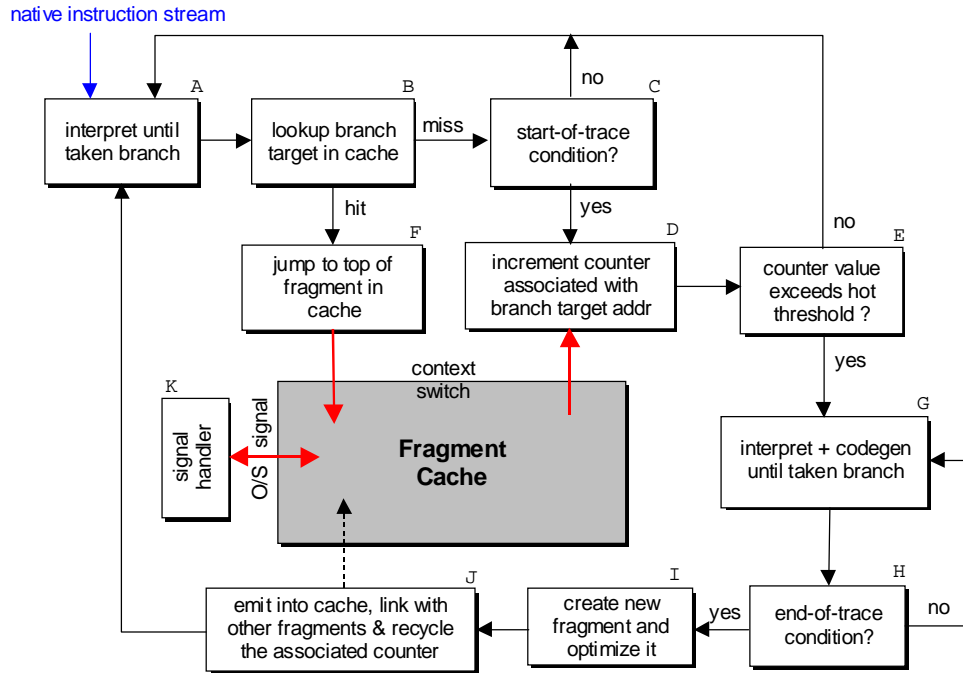 native instruction stream
A
interpret until
taken branch
B
lookup branch
target in cache
miss
hit
no
C
start-of-trace
condition?
yes
F
jump to top of
fragment in
cache
D
increment counter
associated with
branch target addr
no
E
counter value
exceeds hot
threshold ?
yes
K
signal
handler
O/S signal
context
switch
Fragment
Cache
G
interpret + codegen
until taken branch
H
end-of-trace
condition?
no
yes
I
create new
fragment and
optimize it
J
emit into cache, link with
other fragments & recycle
the associated counter